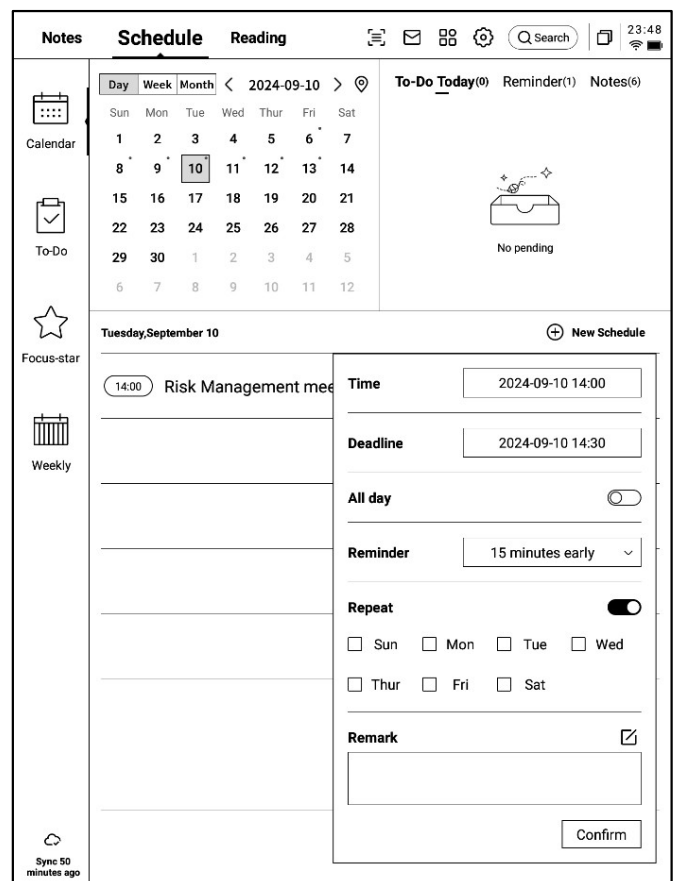 Notes Schedule Reading Search 23:48
Day Week Month 2024-09-10 To-Do Today(0) Reminder(1) Notes(6)
Sun Mon Tue Wed Thur Fri Sat
1 2 3 4 5 6 7
8 9 10 11 12 13 14
15 16 17 18 19 20 21
22 23 24 25 26 27 28
29 30 1 2 3 4 5
6 7 8 9 10 11 12
No pending
Calendar
To-Do
Focus-star
Weekly
Sync 50
minutes ago
Tuesday,September 10 New Schedule
14:00 Risk Management mee
Time 2024-09-10 14:00
Deadline 2024-09-10 14:30
All day
Reminder 15 minutes early
Repeat
Sun Mon Tue Wed
Thur Fri Sat
Remark
Confirm